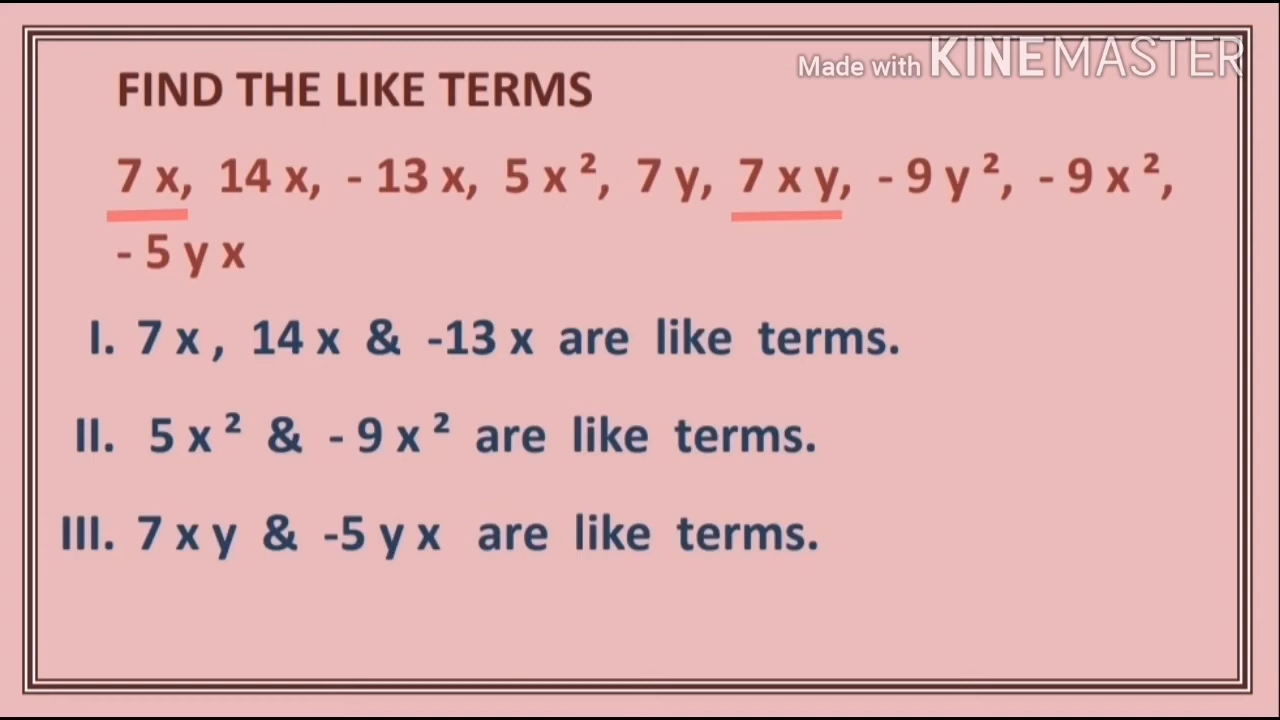 Made with KINEMASTER
FIND THE LIKE TERMS
7 x, 14 x, - 13 x, 5 x ², 7 y, 7 x y, - 9 y ², - 9 x ²,
- 5 y x
I. 7 x , 14 x & -13 x are like terms.
II. 5 x ² & - 9 x ² are like terms.
III. 7 x y & -5 y x are like terms.